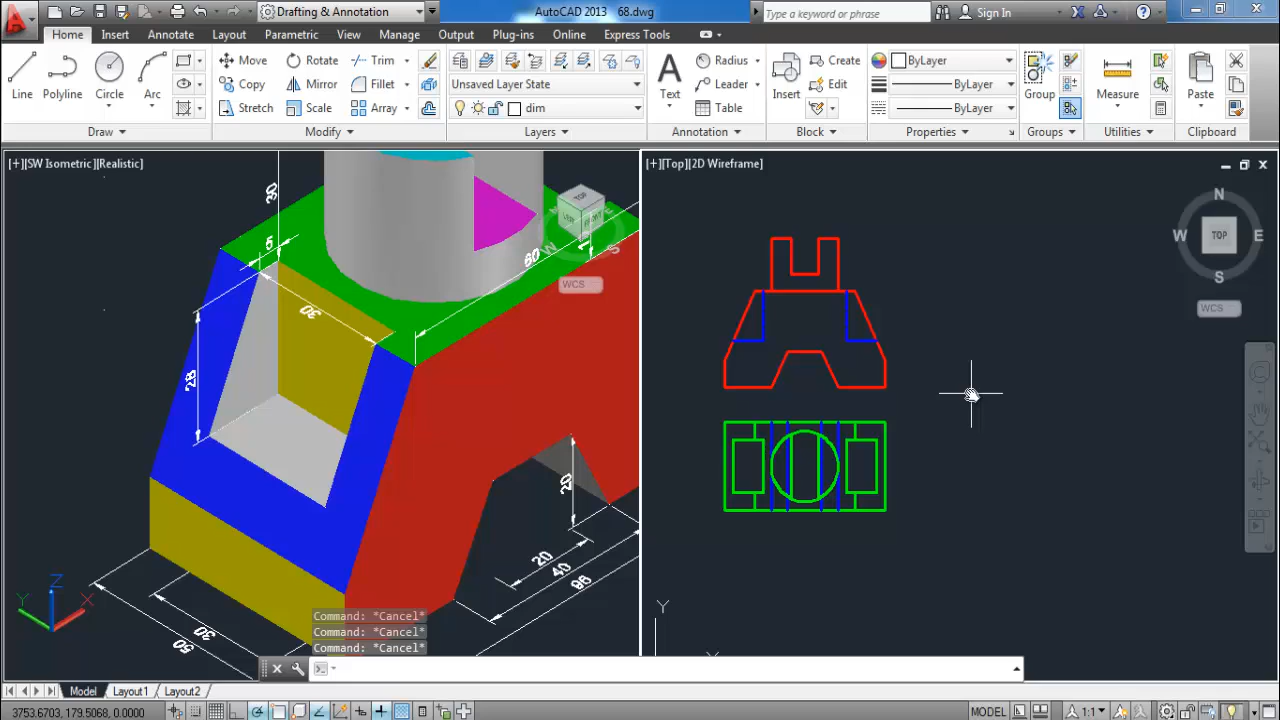 Drafting & Annotation
AutoCAD 2013 68.dwg
Type a keyword or phrase
Sign In
Home Insert Annotate Layout Parametric View Manage Output Plug-ins Online Express Tools
Line Polyline Circle Arc
Move Rotate Trim
Copy Mirror Fillet
Stretch Scale Array
Unsaved Layer State
dim
Text
Radius
Leader
Table
Insert
Create
Edit
ByLayer
ByLayer
ByLayer
Group
Measure
Paste
Draw Modify Layers Annotation Block Properties Groups Utilities Clipboard
[+][SW Isometric][Realistic]
[+][Top][2D Wireframe]
30
5
60
30
28
20
20
40
96
30
50
TOP
WCS
N
W TOP E
S
WCS
Z
Y X
Y
Command: *Cancel*
Command: *Cancel*
Command: *Cancel*
Model Layout1 Layout2
3753.6703, 179.5068, 0.0000
MODEL
1:1